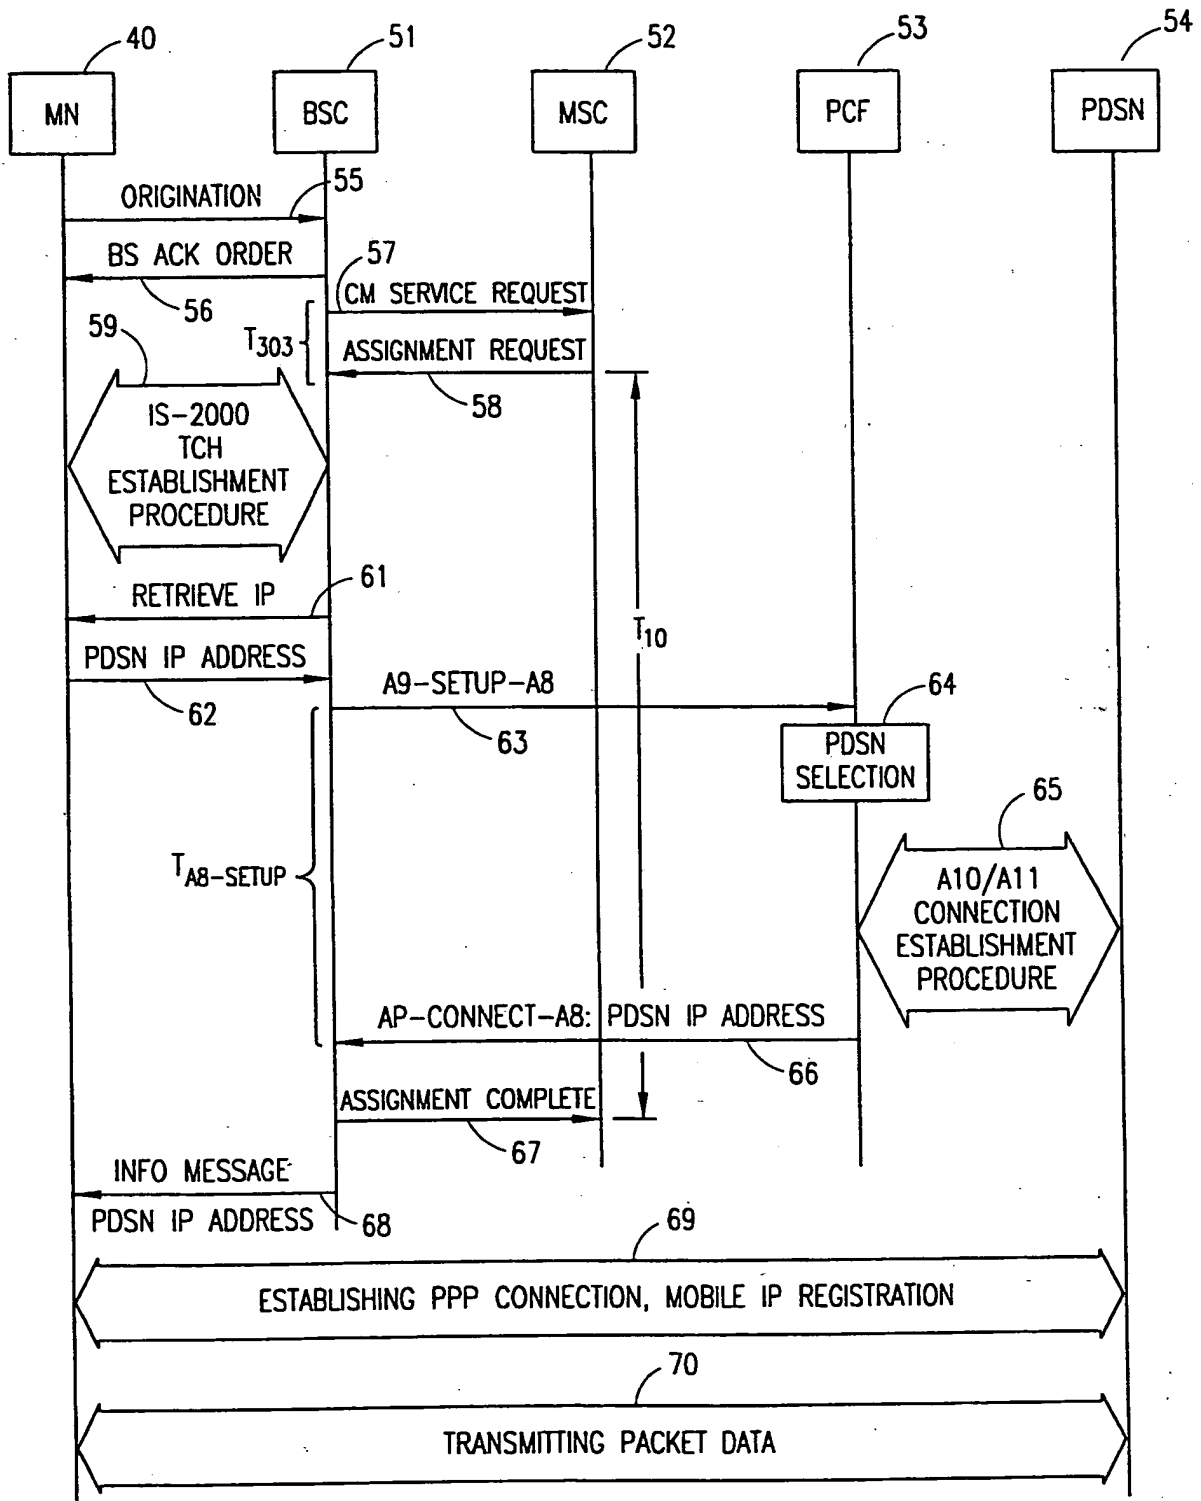 40
51
52
53
54
MN
BSC
MSC
PCF
PDSN
ORIGINATION
55
BS ACK ORDER
56
57
CM SERVICE REQUEST
T303
59
ASSIGNMENT REQUEST
58
IS-2000
TCH
ESTABLISHMENT
PROCEDURE
RETRIEVE IP
61
T10
PDSN IP ADDRESS
62
A9-SETUP-A8
63
64
PDSN
SELECTION
65
TA8-SETUP
A10/A11
CONNECTION
ESTABLISHMENT
PROCEDURE
AP-CONNECT-A8: PDSN IP ADDRESS
66
ASSIGNMENT COMPLETE
67
INFO MESSAGE
PDSN IP ADDRESS
68
69
ESTABLISHING PPP CONNECTION, MOBILE IP REGISTRATION
70
TRANSMITTING PACKET DATA